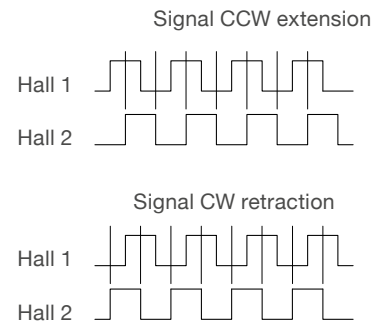 Signal CCW extension
Hall 1
Hall 2
Signal CW retraction
Hall 1
Hall 2